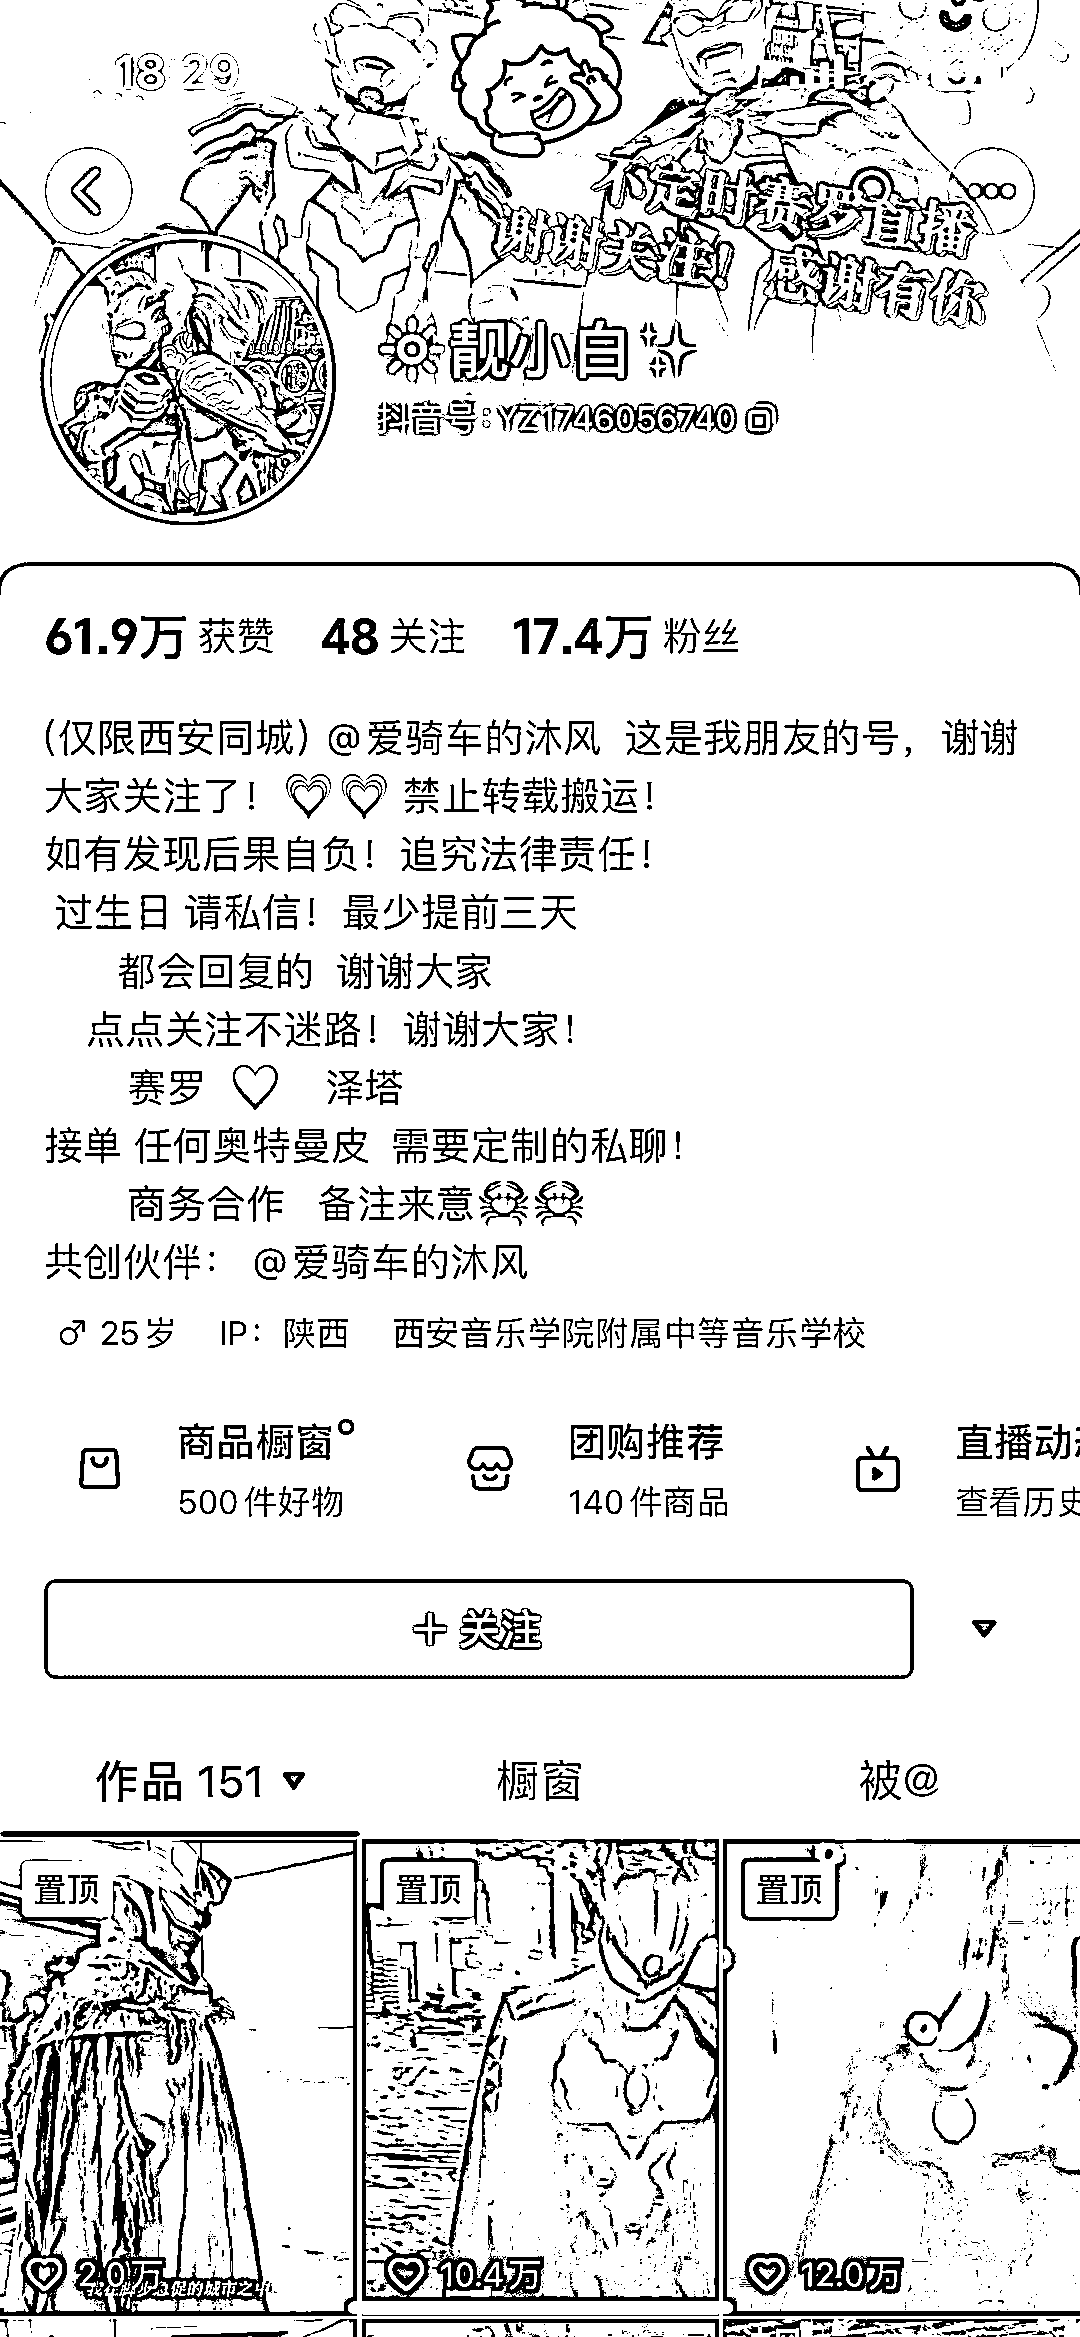 18 29
不定时赛罗直播
谢谢关注！ 感谢有你
靓小白
抖音号：YZ1746056740
61.9万 获赞 48 关注 17.4万 粉丝
（仅限西安同城）@爱骑车的沐风 这是我朋友的号，谢谢
大家关注了！ 禁止转载搬运！
如有发现后果自负！追究法律责任！
过生日 请私信！最少提前三天
都会回复的 谢谢大家
点点关注不迷路！谢谢大家！
赛罗 ♡ 泽塔
接单 任何奥特曼皮 需要定制的私聊！
商务合作 备注来意🦀🦀
共创伙伴： @爱骑车的沐风
♂ 25岁 IP：陕西 西安音乐学院附属中等音乐学校
商品橱窗 团购推荐 直播动
500件好物 140件商品 查看历史
＋ 关注
作品 151 橱窗 被@
置顶 置顶 置顶
2.0万 10.4万 12.0万
促的城市之